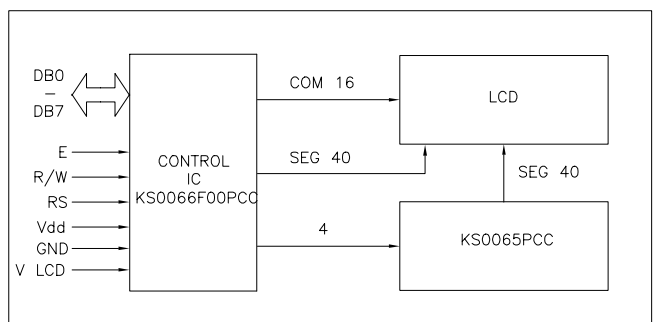 DB0
–
DB7
E
R/W
RS
Vdd
GND
V LCD
CONTROL
IC
KS0066F00PCC
COM 16
SEG 40
4
LCD
SEG 40
KS0065PCC